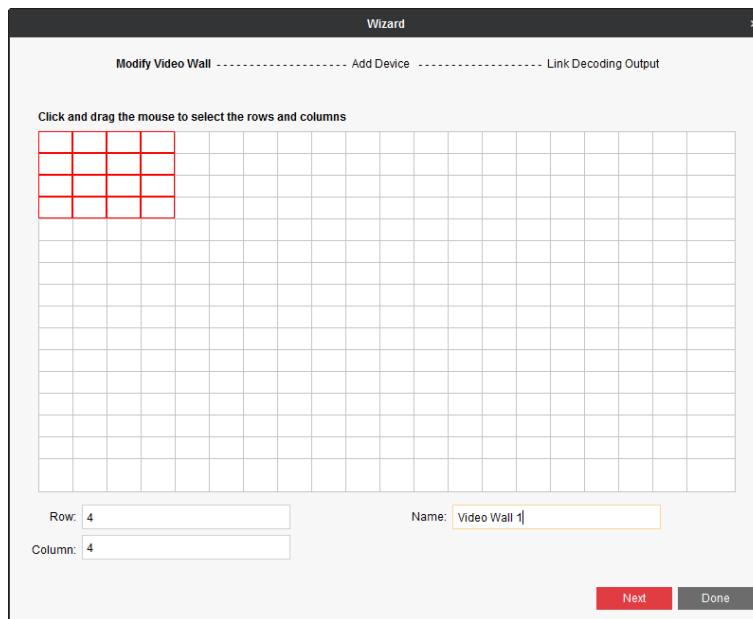 Wizard
Modify Video Wall - - - - - - - - - - - - - - - - - - - - Add Device - - - - - - - - - - - - - - - - - - - Link Decoding Output
Click and drag the mouse to select the rows and columns
Row: 4
Name: Video Wall 1
Column: 4
Next
Done